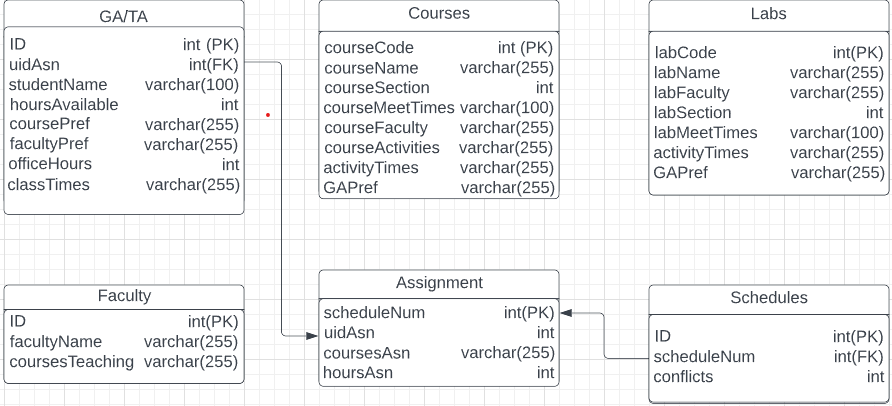 GA/TA
ID int (PK)
uidAsn int(FK)
studentName varchar(100)
hoursAvailable int
coursePref varchar(255)
facultyPref varchar(255)
officeHours int
classTimes varchar(255)
Courses
courseCode int (PK)
courseName varchar(255)
courseSection int
courseMeetTimes varchar(100)
courseFaculty varchar(255)
courseActivities varchar(255)
activityTimes varchar(255)
GAPref varchar(255)
Labs
labCode int(PK)
labName varchar(255)
labFaculty varchar(255)
labSection int
labMeetTimes varchar(100)
activityTimes varchar(255)
GAPref varchar(255)
Faculty
ID int(PK)
facultyName varchar(255)
coursesTeaching varchar(255)
Assignment
scheduleNum int(PK)
uidAsn int
coursesAsn varchar(255)
hoursAsn int
Schedules
ID int(PK)
scheduleNum int(FK)
conflicts int